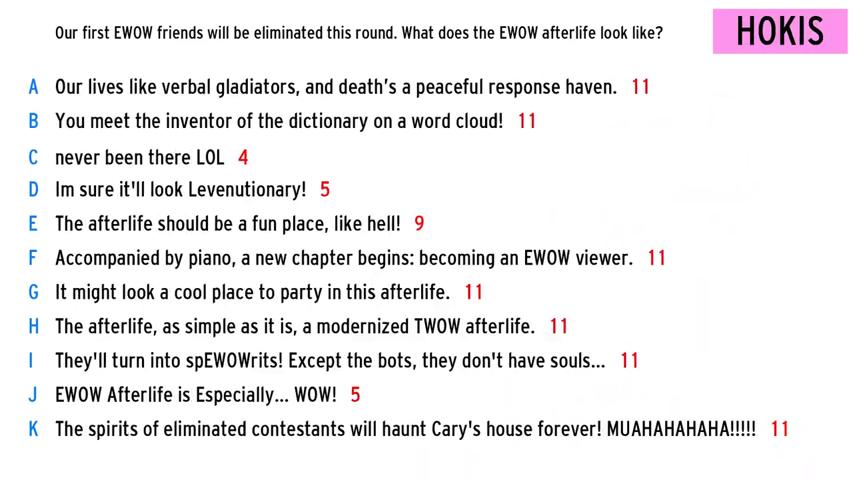 Our first EWOW friends will be eliminated this round. What does the EWOW afterlife look like?
HOKIS
A Our lives like verbal gladiators, and death's a peaceful response haven. 11
B You meet the inventor of the dictionary on a word cloud! 11
C never been there LOL 4
D Im sure it'll look Levenutionary! 5
E The afterlife should be a fun place, like hell! 9
F Accompanied by piano, a new chapter begins: becoming an EWOW viewer. 11
G It might look a cool place to party in this afterlife. 11
H The afterlife, as simple as it is, a modernized TWOW afterlife. 11
I They'll turn into spEWOWrits! Except the bots, they don't have souls... 11
J EWOW Afterlife is Especially... WOW! 5
K The spirits of eliminated contestants will haunt Cary's house forever! MUAHAHAHAHA!!!!! 11